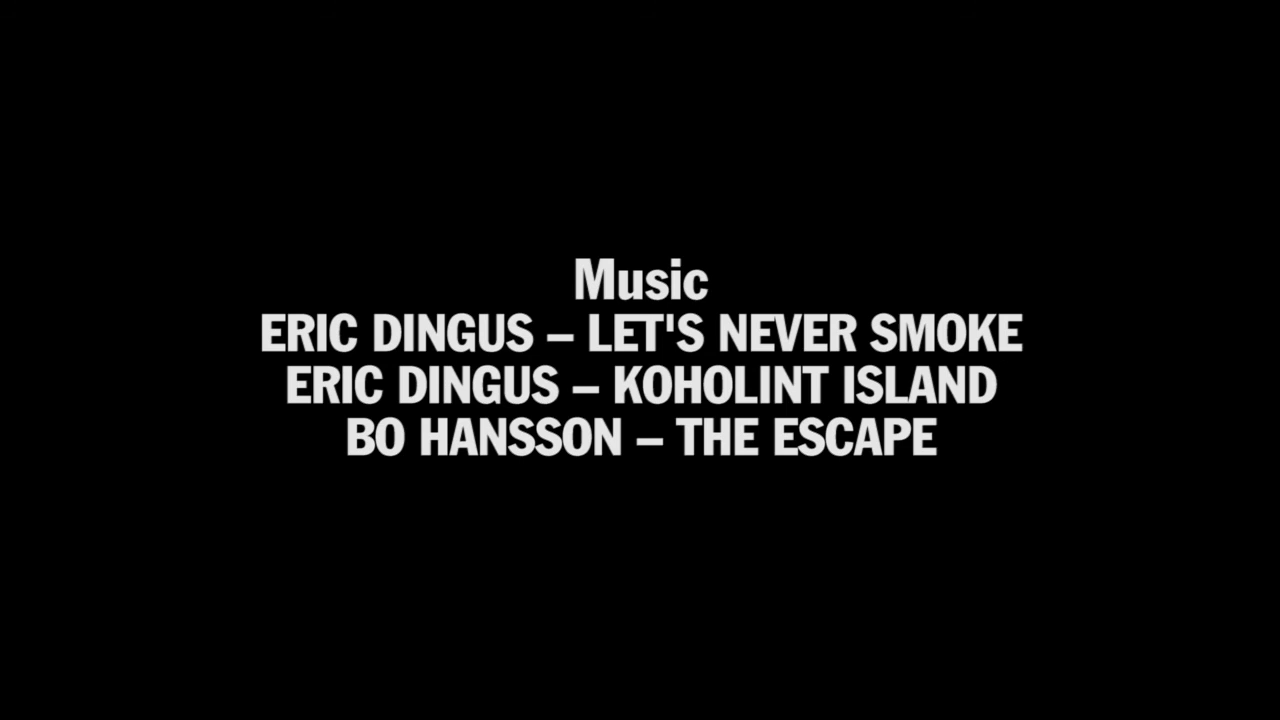 Music
ERIC DINGUS – LET'S NEVER SMOKE
ERIC DINGUS – KOHOLINT ISLAND
BO HANSSON – THE ESCAPE